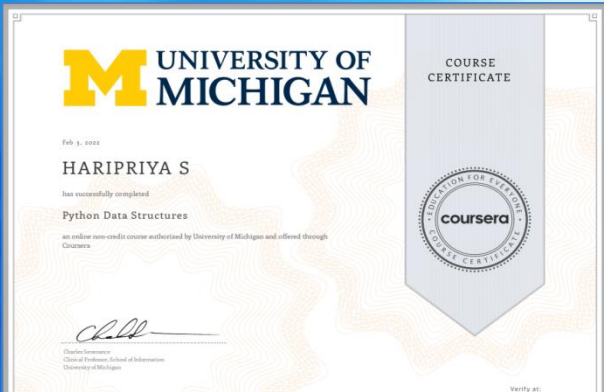 UNIVERSITY OF
MICHIGAN
COURSE
CERTIFICATE
Feb 3, 2022
HARIPRIYA S
has successfully completed
Python Data Structures
an online non-credit course authorized by University of Michigan and offered through
Coursera
EDUCATION FOR EVERYONE
coursera
COURSE CERTIFICATE
Charles Severance
Clinical Professor, School of Information
University of Michigan
Verify at: